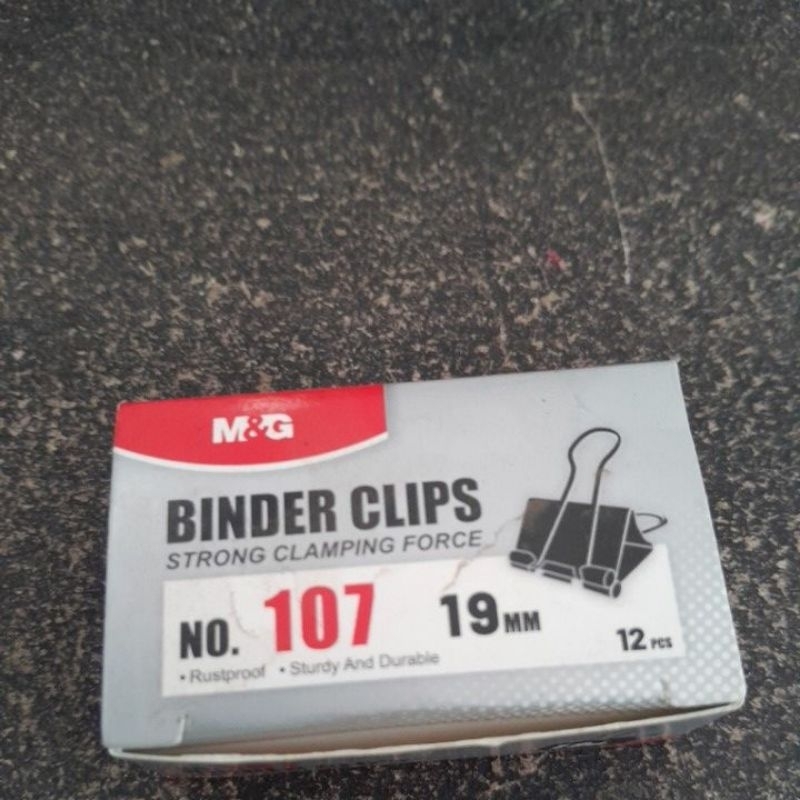 M&G
BINDER CLIPS
STRONG CLAMPING FORCE
NO. 107 19MM
12 PCS
• Rustproof • Sturdy And Durable